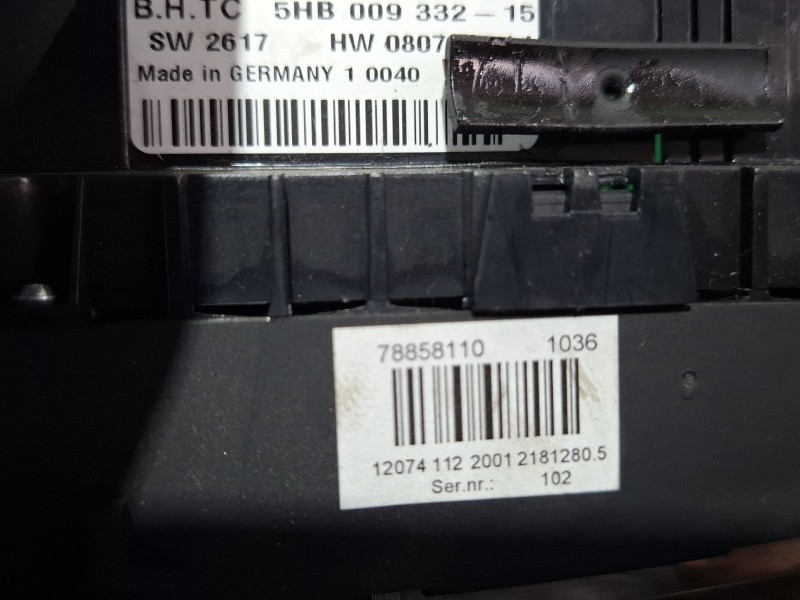 B.H.TC 5HB 009 332-15
SW 2617 HW 0807
Made in GERMANY 1 0040
78858110 1036
12074 112 2001 2181280.5
Ser.nr.: 102